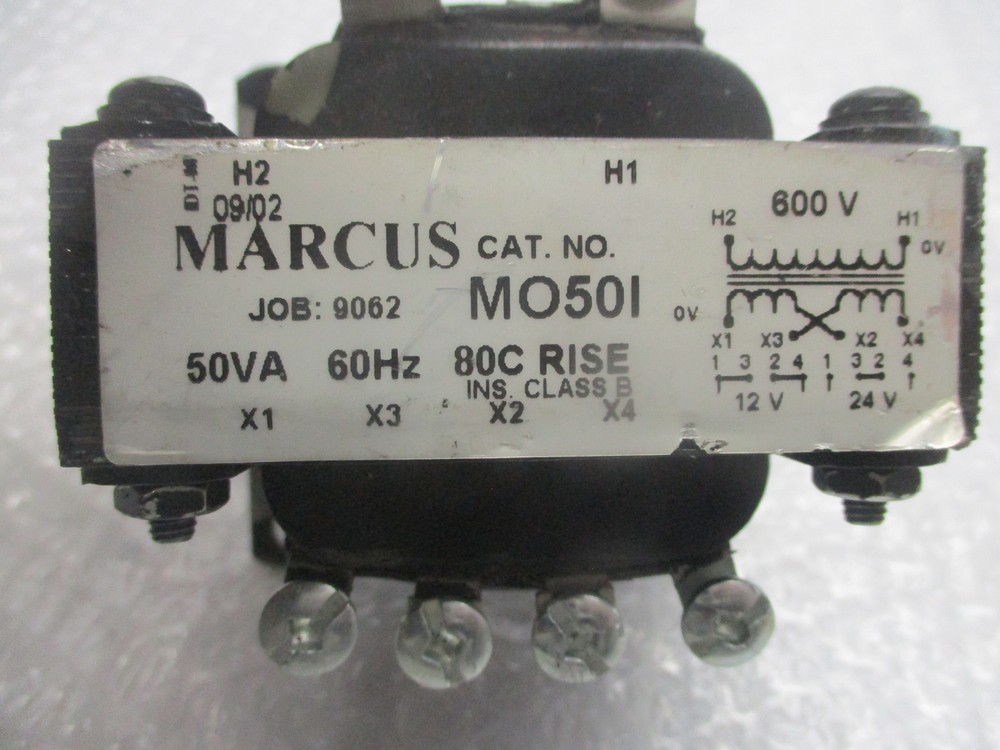 H2 H1
09/02
MARCUS CAT. NO.
JOB: 9062 MO50I
50VA 60Hz 80C RISE
INS. CLASS B
X1 X3 X2 X4
600 V
H2 H1
0V
0V
X1 X3 X2 X4
1 3 2 4 1 3 2 4
12 V 24 V